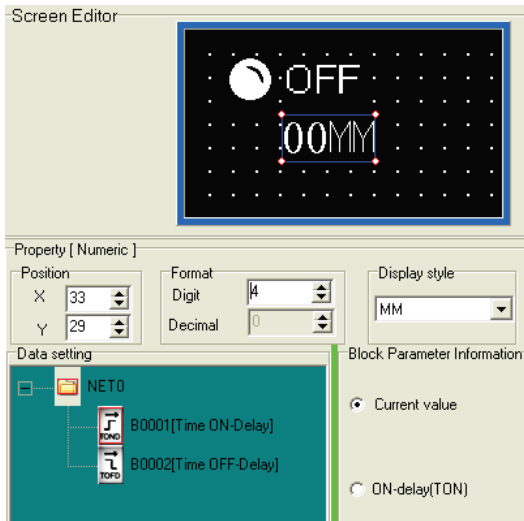 Screen Editor
OFF
00MM
Property [ Numeric ]
Position
X 33
Y 29
Format
Digit 4
Decimal 0
Display style
MM
Data setting
NET0
B0001[Time ON-Delay]
TOND
B0002[Time OFF-Delay]
TOFD
Block Parameter Information
Current value
ON-delay(TON)